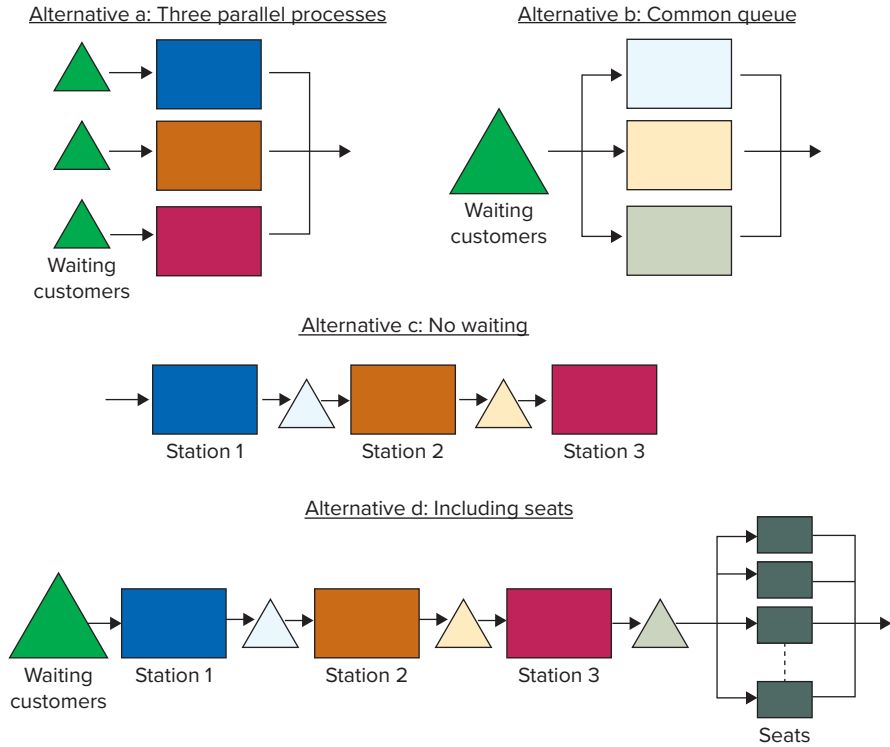 Alternative a: Three parallel processes
Waiting
customers
Alternative b: Common queue
Waiting
customers
Alternative c: No waiting
Station 1
Station 2
Station 3
Alternative d: Including seats
Waiting
customers
Station 1
Station 2
Station 3
Seats